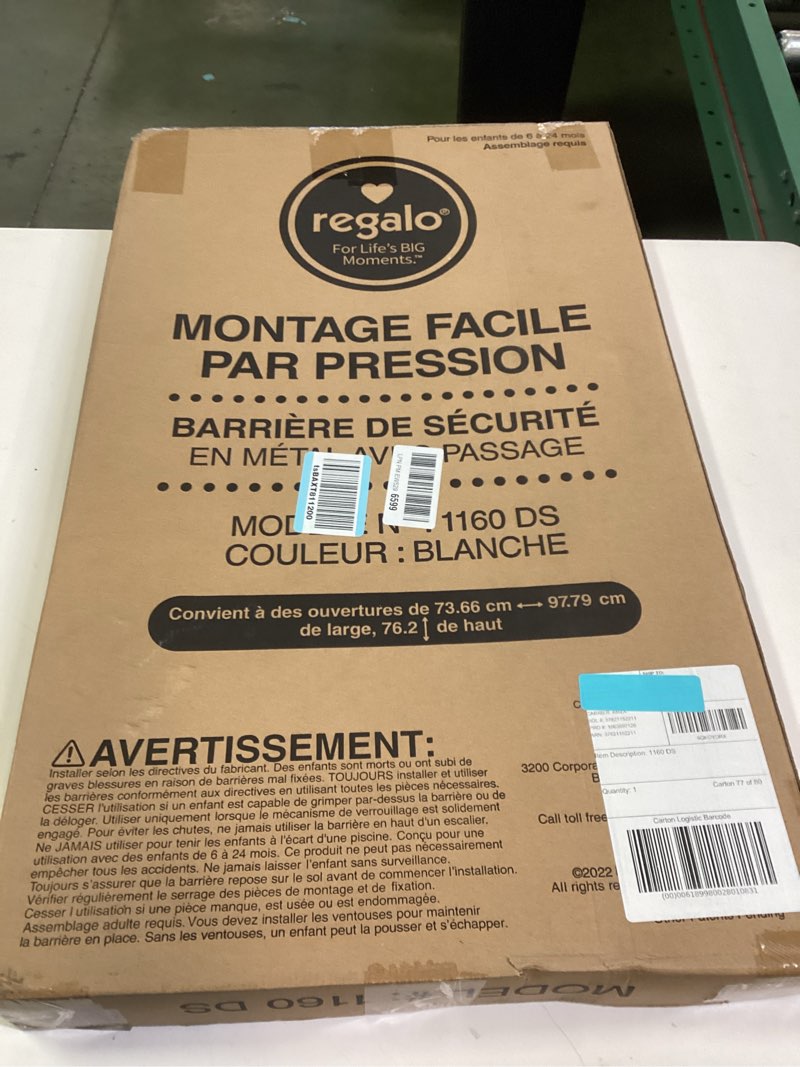 Pour les enfants de 6 à 24 mois
Assemblage requis
regalo®
For Life's BIG
Moments.™
MONTAGE FACILE
PAR PRESSION
BARRIÈRE DE SÉCURITÉ
EN PASSAGE
tsBAXT811200
6599
1160 DS
COULEUR : BLANCHE
Convient à des ouvertures de 73.66 cm ↔ 97.79 cm
de large, 76.2 ↕ de haut
⚠ AVERTISSEMENT:
Installer selon les directives du fabricant. Des enfants sont morts ou ont subi de
graves blessures en raison de barrières mal fixées. TOUJOURS installer et utiliser
les barrières conformément aux directives en utilisant toutes les pièces nécessaires.
CESSER l'utilisation si un enfant est capable de grimper par-dessus la barrière ou de
la déloger. Utiliser uniquement lorsque le mécanisme de verrouillage est solidement
engagé. Pour éviter les chutes, ne jamais utiliser la barrière en haut d'un escalier.
Ne JAMAIS utiliser pour tenir les enfants à l'écart d'une piscine. Conçu pour une
utilisation avec des enfants de 6 à 24 mois. Ce produit ne peut pas nécessairement
empêcher tous les accidents. Ne jamais laisser l'enfant sans surveillance.
Toujours s'assurer que la barrière repose sur le sol avant de commencer l'installation.
Vérifier régulièrement le serrage des pièces de montage et de fixation.
Cesser l'utilisation si une pièce manque, est usée ou est endommagée.
Assemblage adulte requis. Vous devez installer les ventouses pour maintenir
la barrière en place. Sans les ventouses, un enfant peut la pousser et s'échapper.
3200
Call toll free
©2022
All rights
Item Description: 1160 DS
Quantity: 1
Carton 77 of 80
Carton Logistic Barcode
(00)006189980028010831
MODEL #: 1160 DS